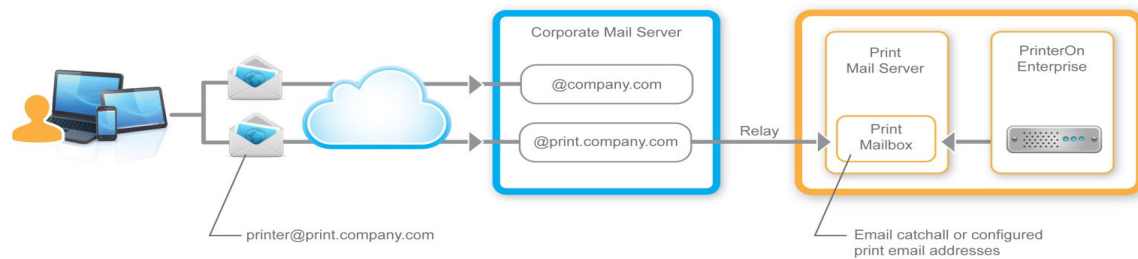 Corporate Mail Server
@company.com
@print.company.com
Relay
Print
Mail Server
Print
Mailbox
PrinterOn
Enterprise
printer@print.company.com
Email catchall or configured
print email addresses